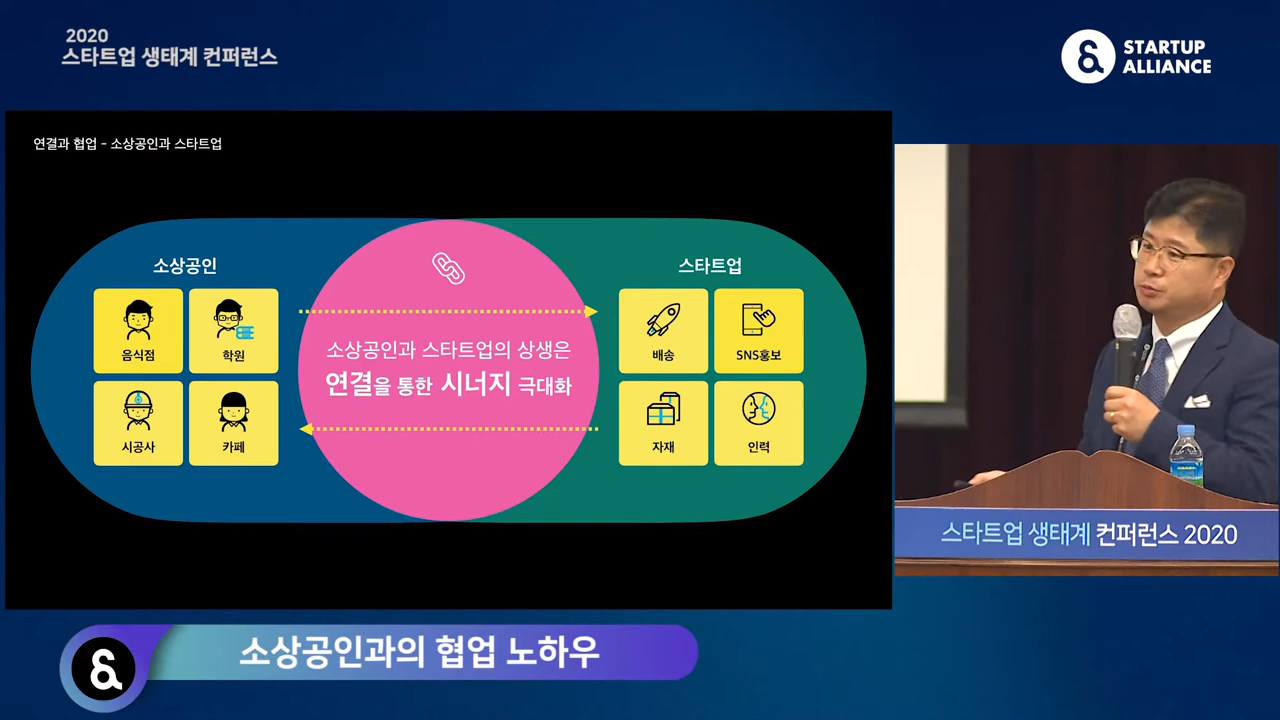 2020
스타트업 생태계 컨퍼런스
STARTUP
ALLIANCE
연결과 협업 - 소상공인과 스타트업
소상공인
음식점
학원
시공사
카페
소상공인과 스타트업의 상생은
연결을 통한 시너지 극대화
스타트업
배송
SNS홍보
자재
인력
스타트업 생태계 컨퍼런스 2020
소상공인과의 협업 노하우